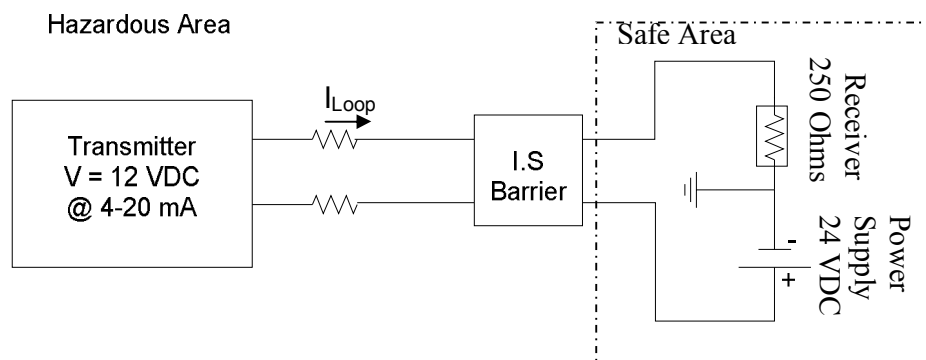 Hazardous Area
Safe Area
Transmitter
V = 12 VDC
@ 4-20 mA
ILoop
I.S
Barrier
Receiver
250 Ohms
Power
Supply
24 VDC
-
+